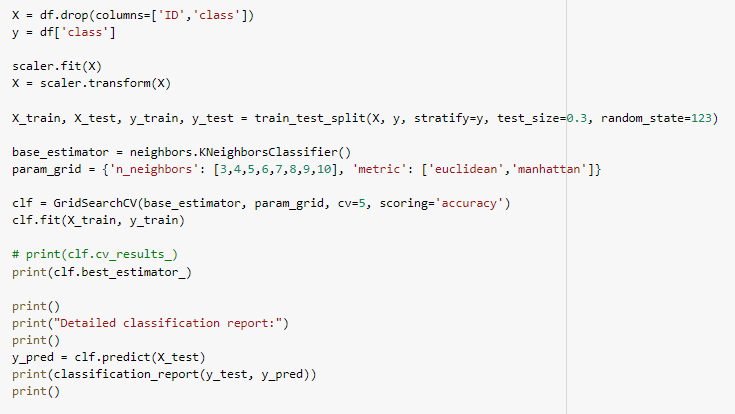 X = df.drop(columns=['ID','class'])
y = df['class']
scaler.fit(X)
X = scaler.transform(X)
X_train, X_test, y_train, y_test = train_test_split(X, y, stratify=y, test_size=0.3, random_state=123)
base_estimator = neighbors.KNeighborsClassifier()
param_grid = {'n_neighbors': [3,4,5,6,7,8,9,10], 'metric': ['euclidean','manhattan']}
clf = GridSearchCV(base_estimator, param_grid, cv=5, scoring='accuracy')
clf.fit(X_train, y_train)
# print(clf.cv_results_)
print(clf.best_estimator_)
print()
print("Detailed classification report:")
print()
y_pred = clf.predict(X_test)
print(classification_report(y_test, y_pred))
print()